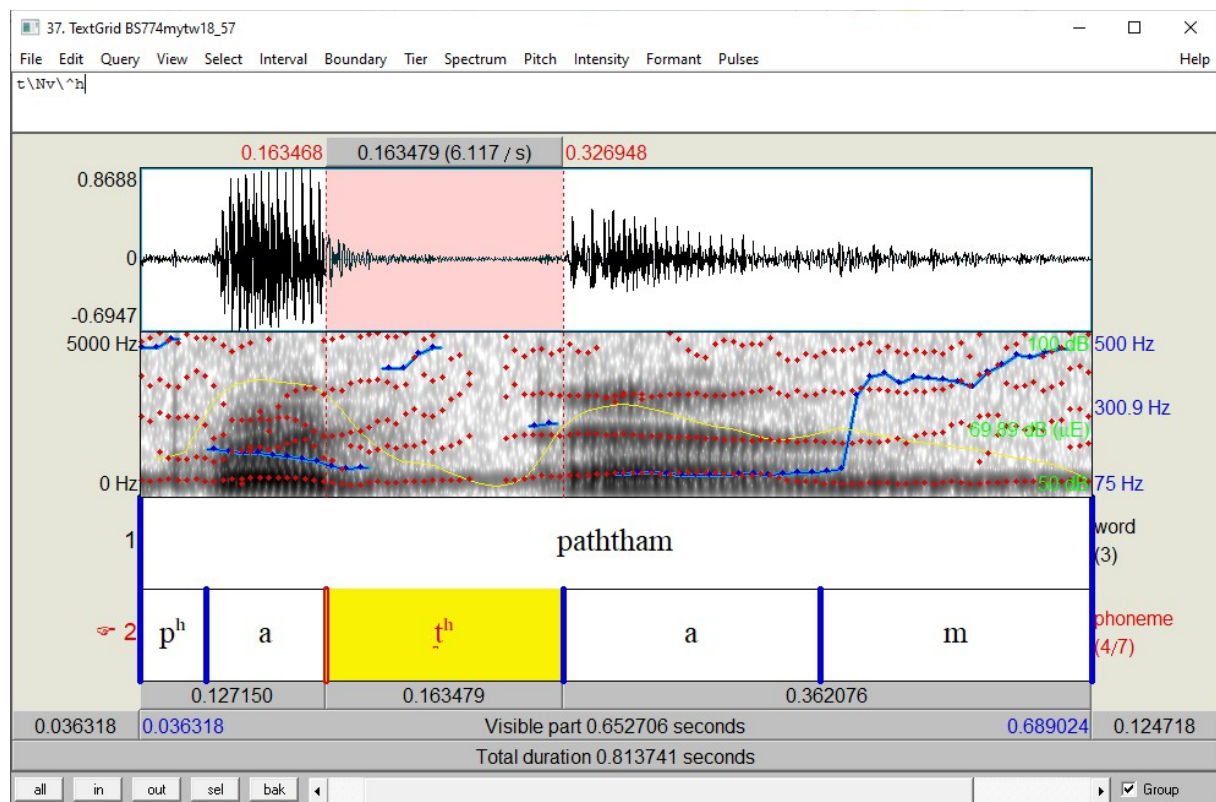 37. TextGrid BS774mytw18_57
File Edit Query View Select Interval Boundary Tier Spectrum Pitch Intensity Formant Pulses Help
t\Nv\^h
0.163468 0.163479 (6.117 / s) 0.326948
0.8688
0
-0.6947
5000 Hz 100 dB 500 Hz
300.9 Hz
69.89 dB (µE)
0 Hz 50 dB 75 Hz
1 paththam word
(3)
☞ 2 pʰ a t̪ʰ a m phoneme
(4/7)
0.127150 0.163479 0.362076
0.036318 0.036318 Visible part 0.652706 seconds 0.689024 0.124718
Total duration 0.813741 seconds
all in out sel bak Group